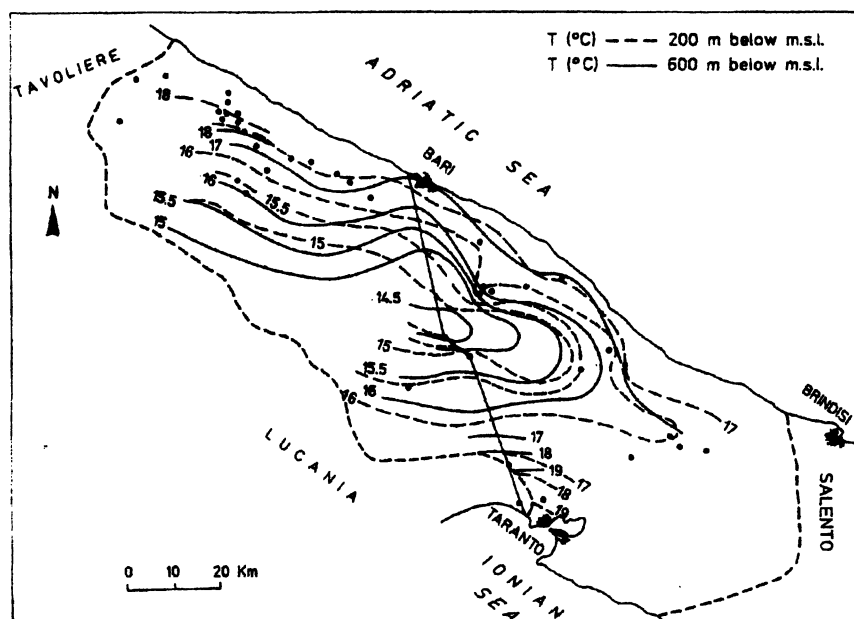 T (°C) --- 200 m below m.s.l.
T (°C) — 600 m below m.s.l.
TAVOLIERE
ADRIATIC SEA
BARI
N
18
18
17
16
16
15.5
15.5
15
15
14.5
15
15.5
16
16
17
18
19
17
18
19
17
BRINDISI
SALENTO
LUCANIA
TARANTO
IONIAN
SEA
0 10 20 Km